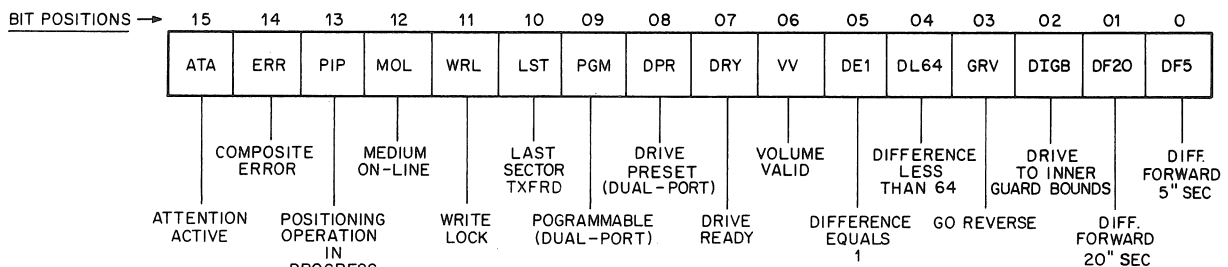 BIT POSITIONS
15 14 13 12 11 10 09 08 07 06 05 04 03 02 01 0
ATA ERR PIP MOL WRL LST PGM DPR DRY VV DE1 DL64 GRV DIGB DF20 DF5
COMPOSITE
ERROR
MEDIUM
ON-LINE
LAST
SECTOR
TXFRD
DRIVE
PRESET
(DUAL-PORT)
VOLUME
VALID
DIFFERENCE
LESS
THAN 64
DRIVE
TO INNER
GUARD BOUNDS
DIFF.
FORWARD
5" SEC
ATTENTION
ACTIVE
POSITIONING
OPERATION
IN
PROGRESS
WRITE
LOCK
POGRAMMABLE
(DUAL-PORT)
DRIVE
READY
DIFFERENCE
EQUALS
1
GO REVERSE
DIFF.
FORWARD
20" SEC